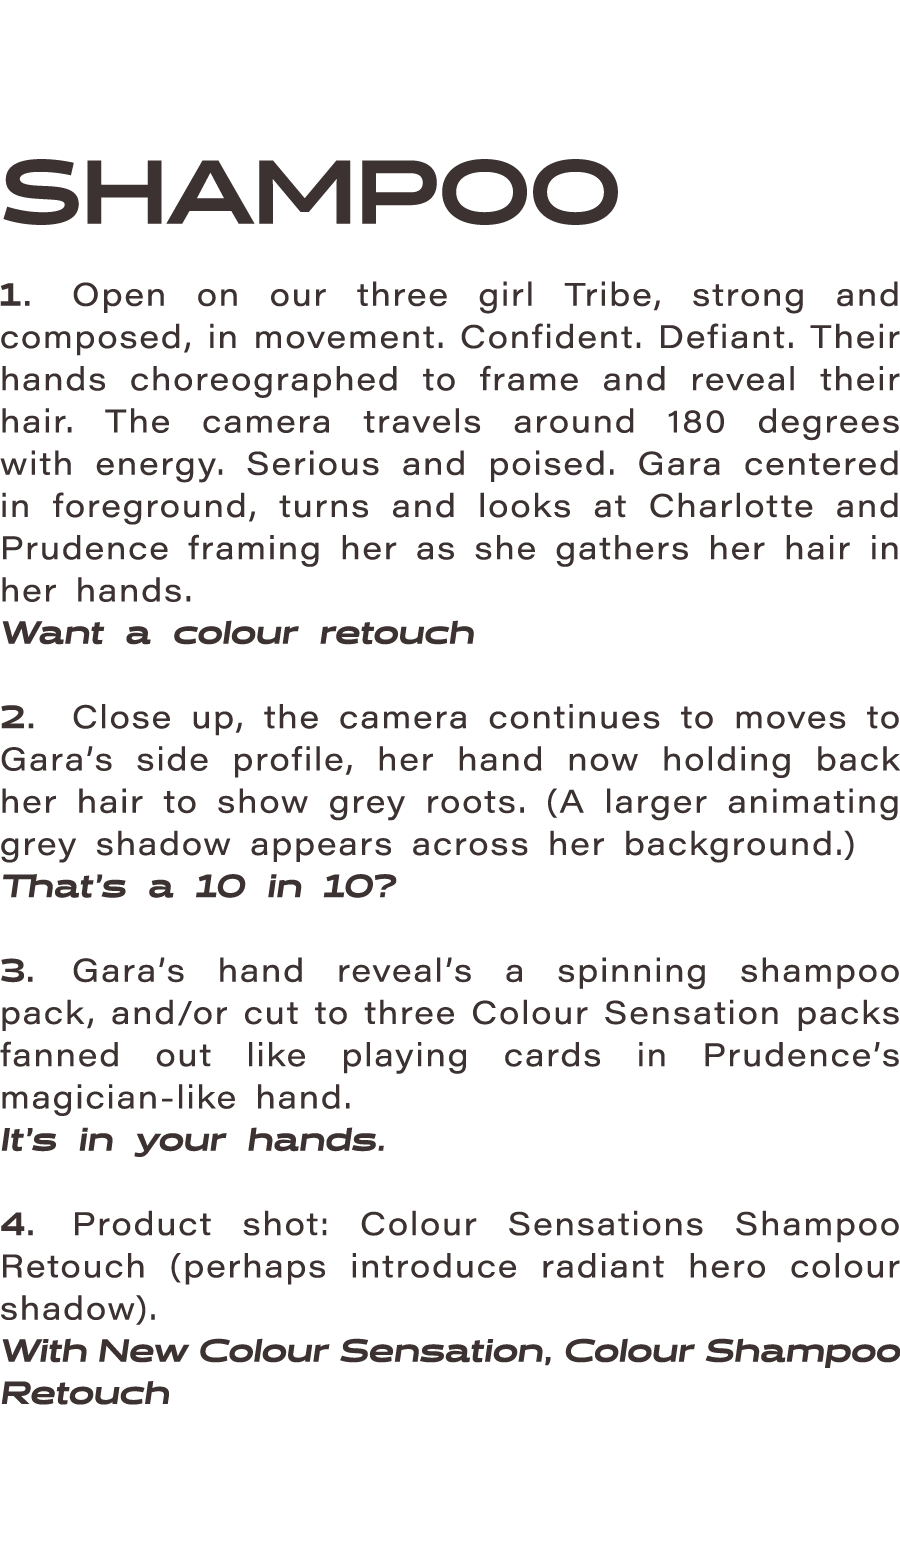 SHAMPOO
1. Open on our three girl Tribe, strong and
composed, in movement. Confident. Defiant. Their
hands choreographed to frame and reveal their
hair. The camera travels around 180 degrees
with energy. Serious and poised. Gara centered
in foreground, turns and looks at Charlotte and
Prudence framing her as she gathers her hair in
her hands.
Want a colour retouch
2. Close up, the camera continues to moves to
Gara's side profile, her hand now holding back
her hair to show grey roots. (A larger animating
grey shadow appears across her background.)
That's a 10 in 10?
3. Gara's hand reveal's a spinning shampoo
pack, and/or cut to three Colour Sensation packs
fanned out like playing cards in Prudence's
magician-like hand.
It's in your hands.
4. Product shot: Colour Sensations Shampoo
Retouch (perhaps introduce radiant hero colour
shadow).
With New Colour Sensation, Colour Shampoo
Retouch